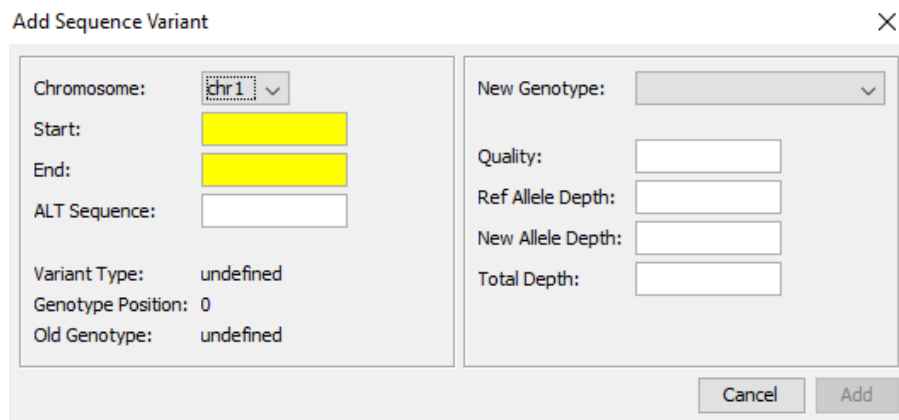 Add Sequence Variant
Chromosome: chr1
Start:
End:
ALT Sequence:
Variant Type: undefined
Genotype Position: 0
Old Genotype: undefined
New Genotype:
Quality:
Ref Allele Depth:
New Allele Depth:
Total Depth:
Cancel Add